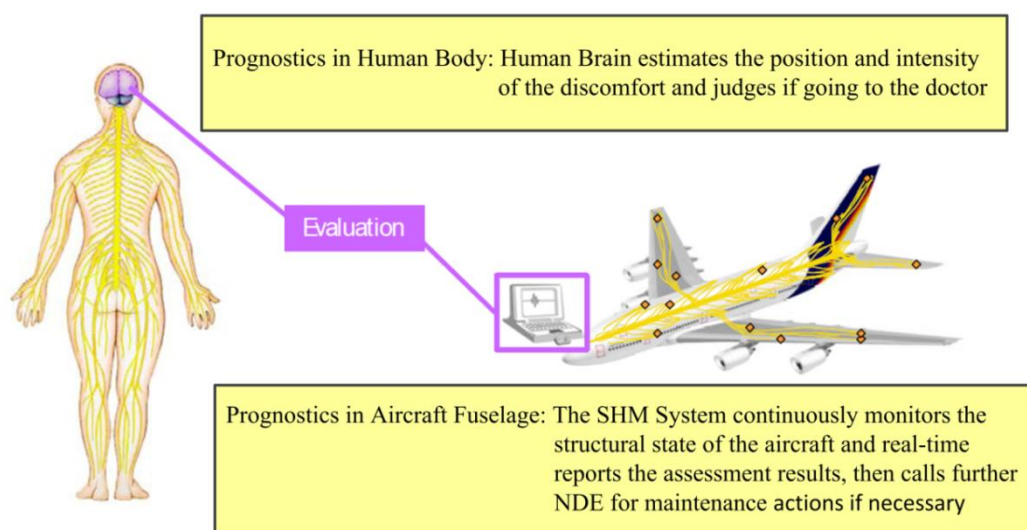 Prognostics in Human Body: Human Brain estimates the position and intensity
of the discomfort and judges if going to the doctor
Evaluation
Prognostics in Aircraft Fuselage: The SHM System continuously monitors the
structural state of the aircraft and real-time
reports the assessment results, then calls further
NDE for maintenance actions if necessary